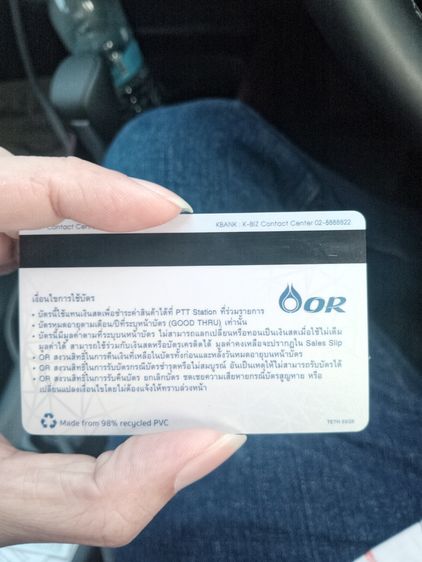 Contact Cen
KBANK : K-BIZ Contact Center 02-8888822
เงื่อนไขการใช้บัตร
OR
• บัตรนี้ใช้แทนเงินสดเพื่อชำระค่าสินค้าได้ที่ PTT Station ที่ร่วมรายการ
• บัตรหมดอายุตามเดือน/ปีที่ระบุหน้าบัตร (GOOD THRU) เท่านั้น
• บัตรนี้มีมูลค่าตามที่ระบุบนหน้าบัตร ไม่สามารถแลกเปลี่ยนหรือทอนเป็นเงินสดเมื่อใช้ไม่เต็ม
มูลค่าได้ สามารถใช้ร่วมกับเงินสดหรือบัตรเครดิตได้ มูลค่าคงเหลือจะปรากฏใน Sales Slip
• OR สงวนสิทธิในการคืนเงินที่เหลือในบัตรทั้งก่อนและหลังวันหมดอายุบนหน้าบัตร
• OR สงวนสิทธิในการรับบัตรกรณีบัตรชำรุดหรือไม่สมบูรณ์ อันเป็นเหตุให้ไม่สามารถรับบัตรได้
• OR สงวนสิทธิในการรับคืนบัตร ยกเลิกบัตร ชดเชยความเสียหายกรณีบัตรสูญหาย หรือ
เปลี่ยนแปลงเงื่อนไขโดยไม่ต้องแจ้งให้ทราบล่วงหน้า
Made from 98% recycled PVC